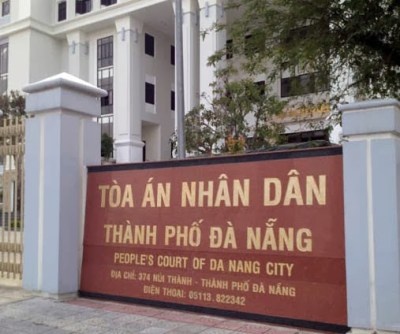 TÒA ÁN NHÂN DÂN
THÀNH PHỐ ĐÀ NẴNG
PEOPLE'S COURT OF DA NANG CITY
ĐỊA CHỈ: 374 NÚI THÀNH - THÀNH PHỐ ĐÀ NẴNG
ĐIỆN THOẠI: 05113. 822342